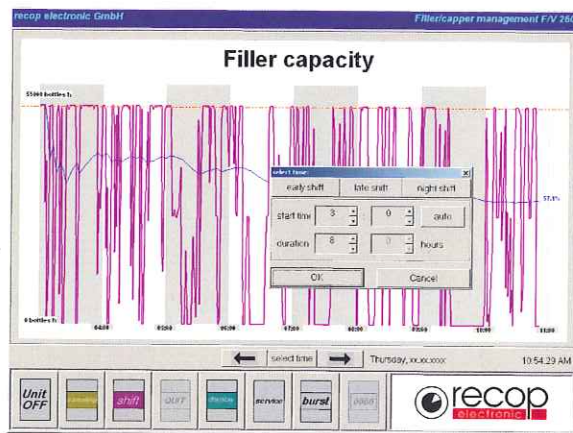 recop electronic GmbH
Filler/capper management F/V 260
Filler capacity
select time
early shift
late shift
night shift
start time
3
:
0
auto
duration
8
0
hours
OK
Cancel
57.1%
0 bottles/h
04:00
05:00
06:00
07:00
08:00
09:00
10:00
11:00
select time
Thursday, xx.xx.xxxx
10:54.29 AM
Unit
OFF
shift
QUIT
service
burst
recop
electronic